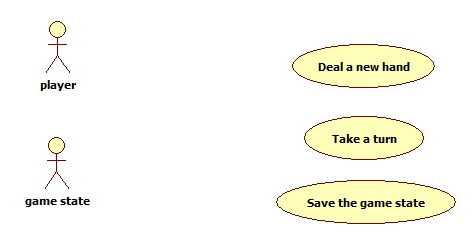 Deal a new hand
player
Take a turn
game state
Save the game state